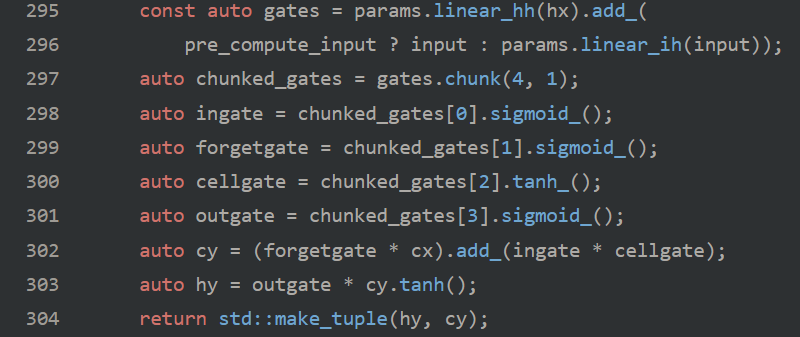 295 const auto gates = params.linear_hh(hx).add_(
296 pre_compute_input ? input : params.linear_ih(input));
297 auto chunked_gates = gates.chunk(4, 1);
298 auto ingate = chunked_gates[0].sigmoid_();
299 auto forgetgate = chunked_gates[1].sigmoid_();
300 auto cellgate = chunked_gates[2].tanh_();
301 auto outgate = chunked_gates[3].sigmoid_();
302 auto cy = (forgetgate * cx).add_(ingate * cellgate);
303 auto hy = outgate * cy.tanh();
304 return std::make_tuple(hy, cy);